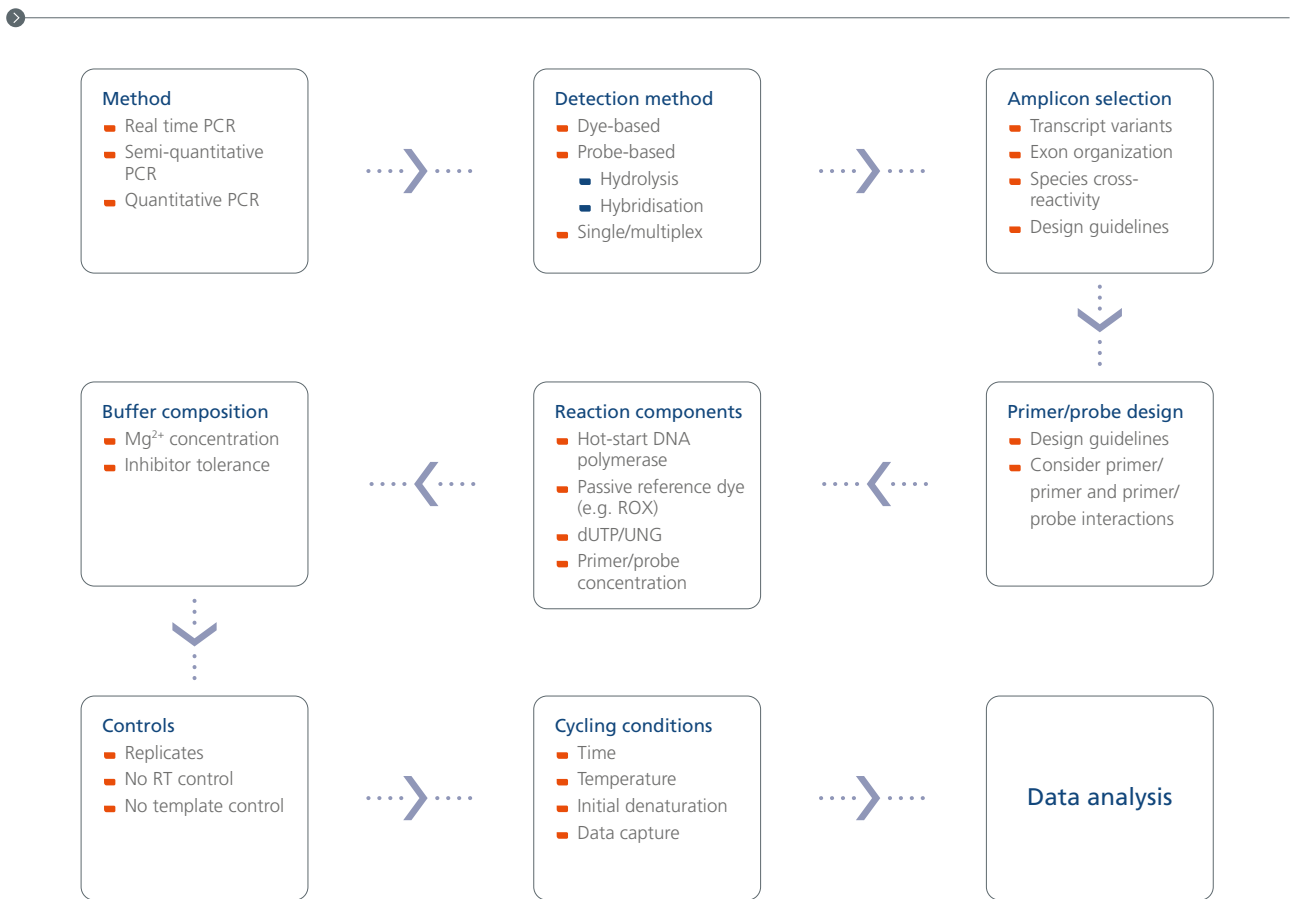 Method
Real time PCR
Semi-quantitative
PCR
Quantitative PCR
Detection method
Dye-based
Probe-based
Hydrolysis
Hybridisation
Single/multiplex
Amplicon selection
Transcript variants
Exon organization
Species cross-
reactivity
Design guidelines
Primer/probe design
Design guidelines
Consider primer/
primer and primer/
probe interactions
Reaction components
Hot-start DNA
polymerase
Passive reference dye
(e.g. ROX)
dUTP/UNG
Primer/probe
concentration
Buffer composition
Mg²⁺ concentration
Inhibitor tolerance
Controls
Replicates
No RT control
No template control
Cycling conditions
Time
Temperature
Initial denaturation
Data capture
Data analysis